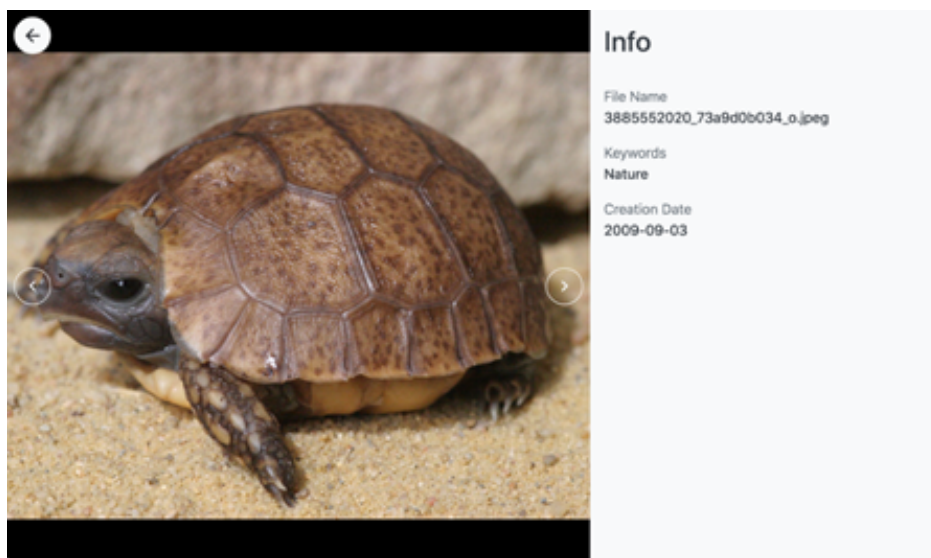 Info
File Name
3885552020_73a9d0b034_o.jpeg
Keywords
Nature
Creation Date
2009-09-03